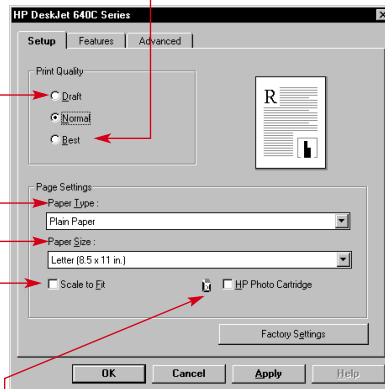 HP DeskJet 640C Series
Setup Features Advanced
Print Quality
Draft
R
Normal
Best
Page Settings
Paper Type :
Plain Paper
Paper Size :
Letter (8.5 x 11 in.)
Scale to Fit HP Photo Cartridge
Factory Settings
OK Cancel Apply Help